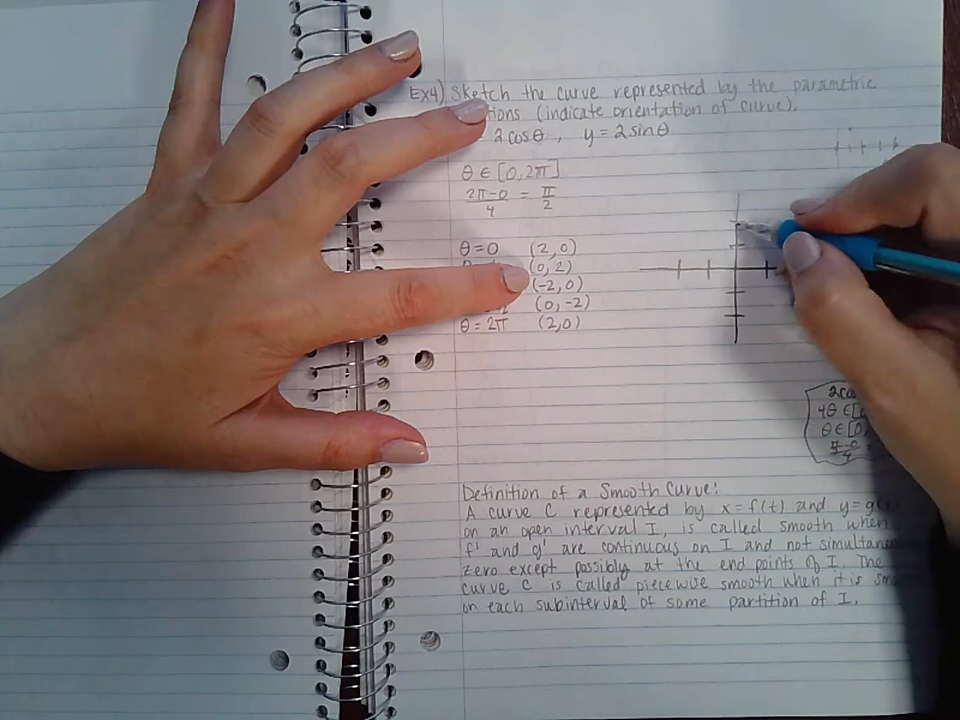 Ex4) Sketch the curve represented by the parametric
tions (indicate orientation of curve).
2cosθ , y = 2sinθ
θ ∈ [0, 2π]
2π-0/4 = π/2
θ = 0 (2, 0)
(0, 2)
(-2, 0)
(0, -2)
θ = 2π (2, 0)
4θ ∈ [
θ ∈ [0,
Definition of a Smooth Curve:
A curve C represented by x = f(t) and y =
on an open interval I, is called smooth when
f' and g' are continuous on I and not
zero except possibly at the end points of I. The
curve C is called piecewise smooth when it is
on each subinterval of some partition of I.